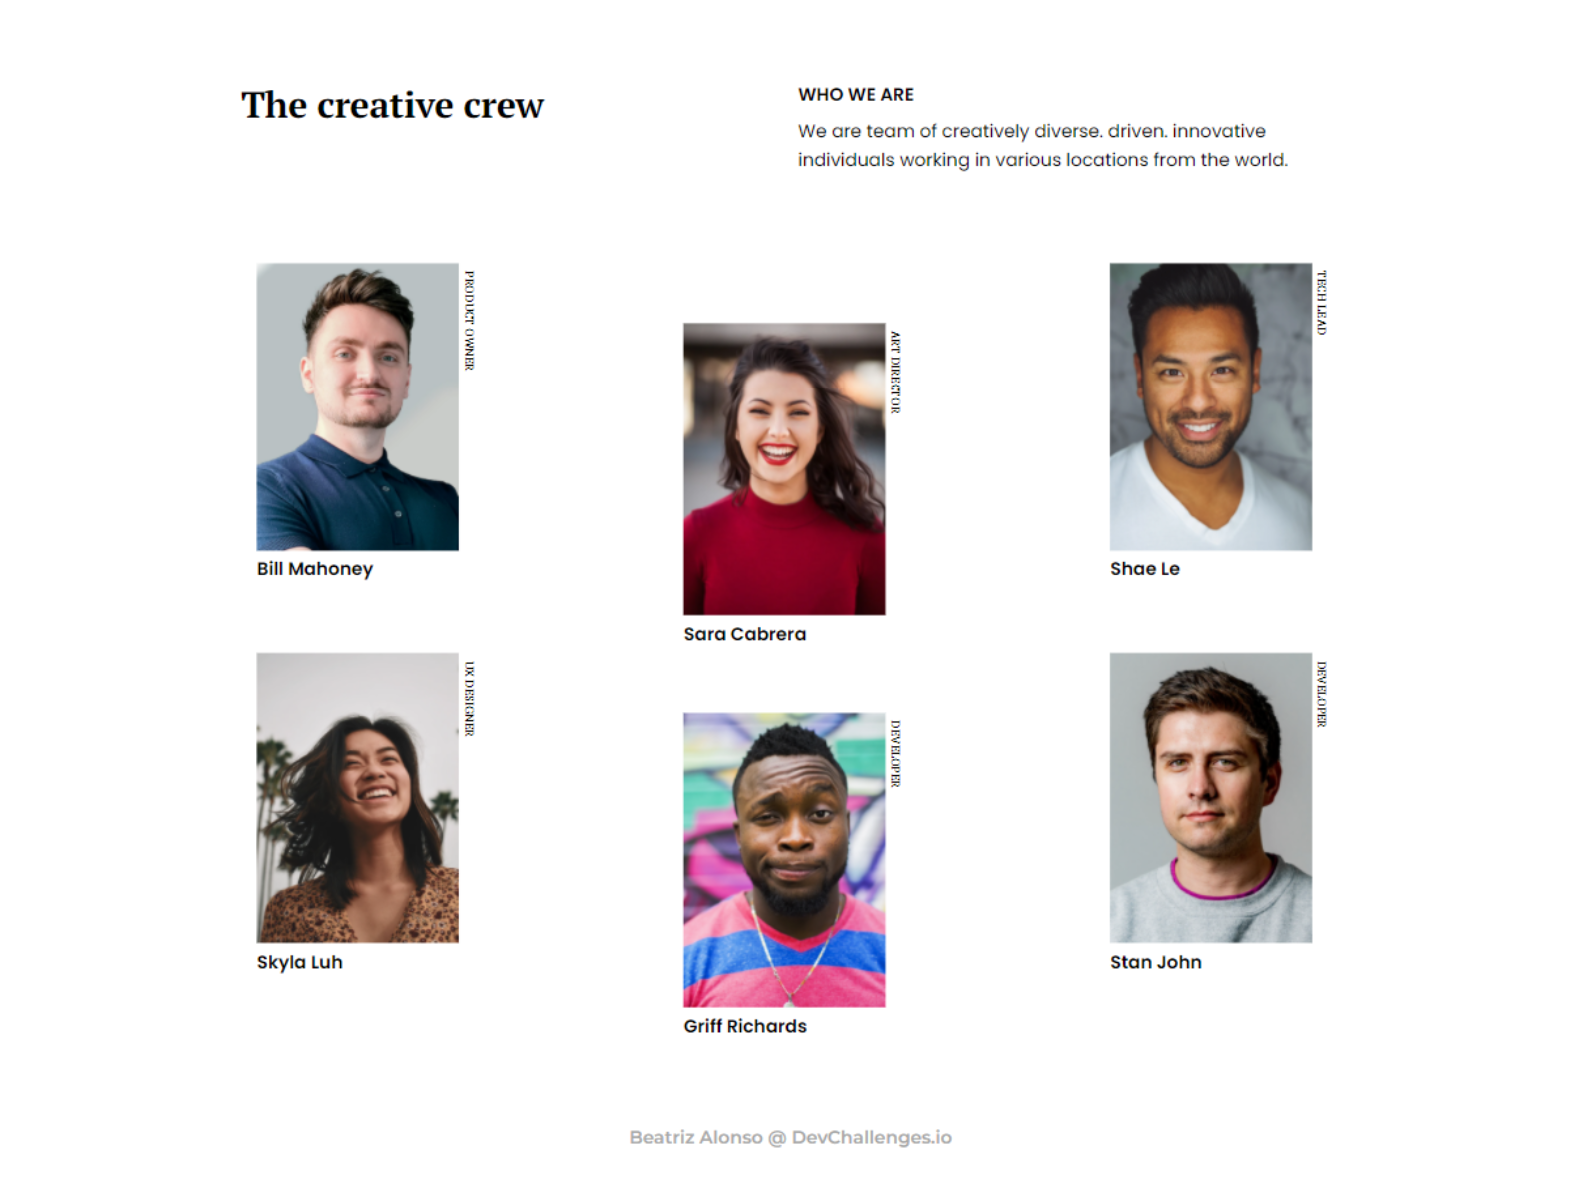 The creative crew
WHO WE ARE
We are team of creatively diverse. driven. innovative
individuals working in various locations from the world.
PRODUCT OWNER
Bill Mahoney
ART DIRECTOR
Sara Cabrera
TECH LEAD
Shae Le
UX DESIGNER
Skyla Luh
DEVELOPER
Griff Richards
DEVELOPER
Stan John
Beatriz Alonso @ DevChallenges.io